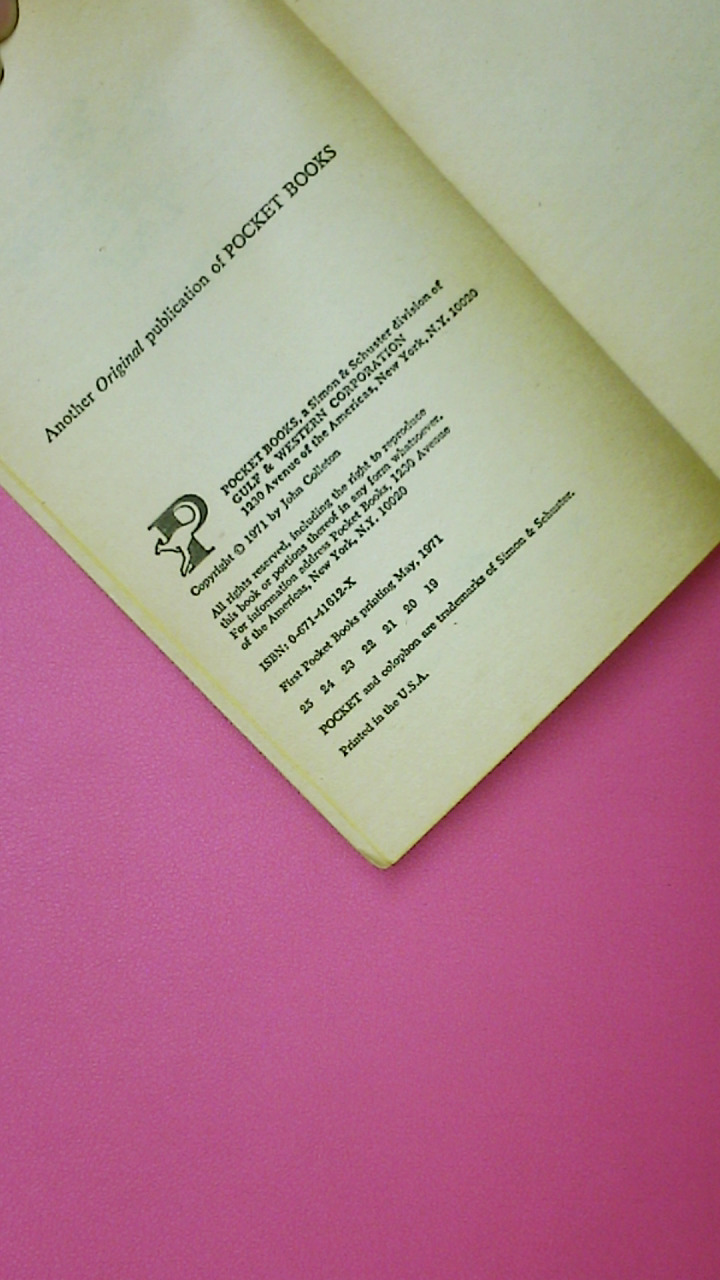 Another Original publication of POCKET BOOKS
POCKET BOOKS, a Simon & Schuster division of
GULF & WESTERN CORPORATION
1230 Avenue of the Americas, New York, N.Y. 10020
Copyright © 1971 by John Colleton
All rights reserved, including the right to reproduce
this book or portions thereof in any form whatsoever.
For information address Pocket Books, 1230 Avenue
of the Americas, New York, N.Y. 10020
ISBN: 0-671-41612-X
First Pocket Books printing May, 1971
25 24 23 22 21 20 19
POCKET and colophon are trademarks of Simon & Schuster.
Printed in the U.S.A.